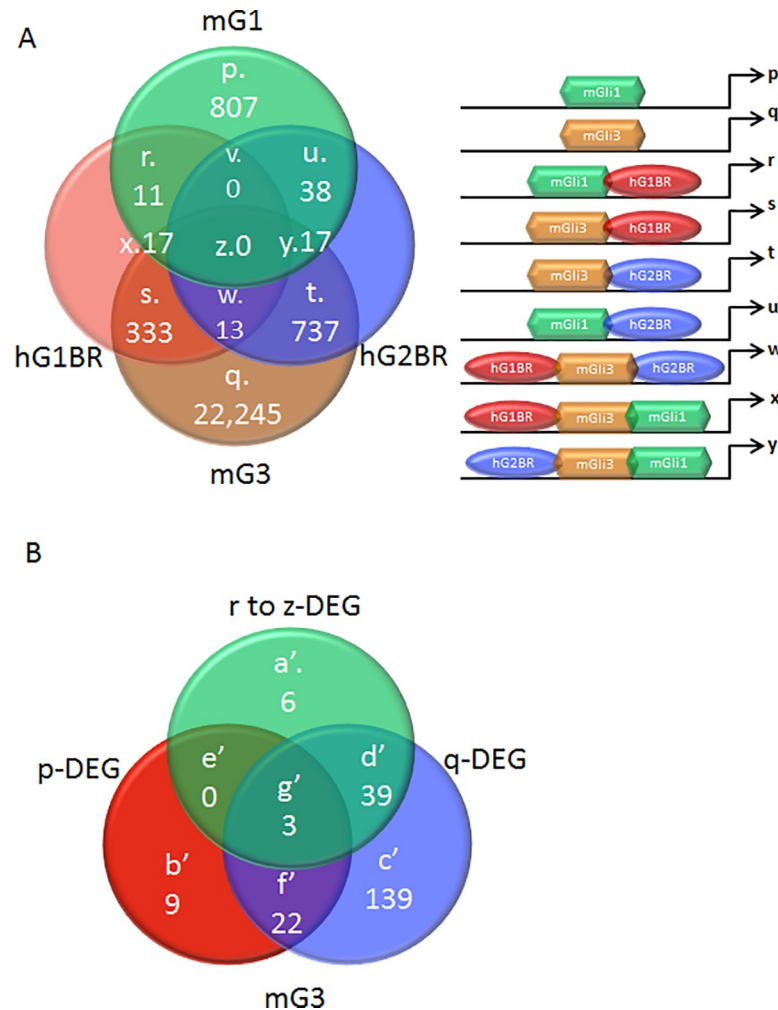 A
mG1
p.
807
r.
11
v.
0
u.
38
x.17
z.0
y.17
s.
333
w.
13
t.
737
hG1BR
hG2BR
q.
22,245
mG3
mGli1
p
mGli3
q
mGli1 hG1BR
r
mGli3 hG1BR
s
mGli3 hG2BR
t
mGli1 hG2BR
u
hG1BR mGli3 hG2BR
w
hG1BR mGli3 mGli1
x
hG2BR mGli3 mGli1
y
B
r to z-DEG
a’.
6
p-DEG
q-DEG
e’
0
g’
3
d’
39
b’
9
f’
22
c’
139
mG3